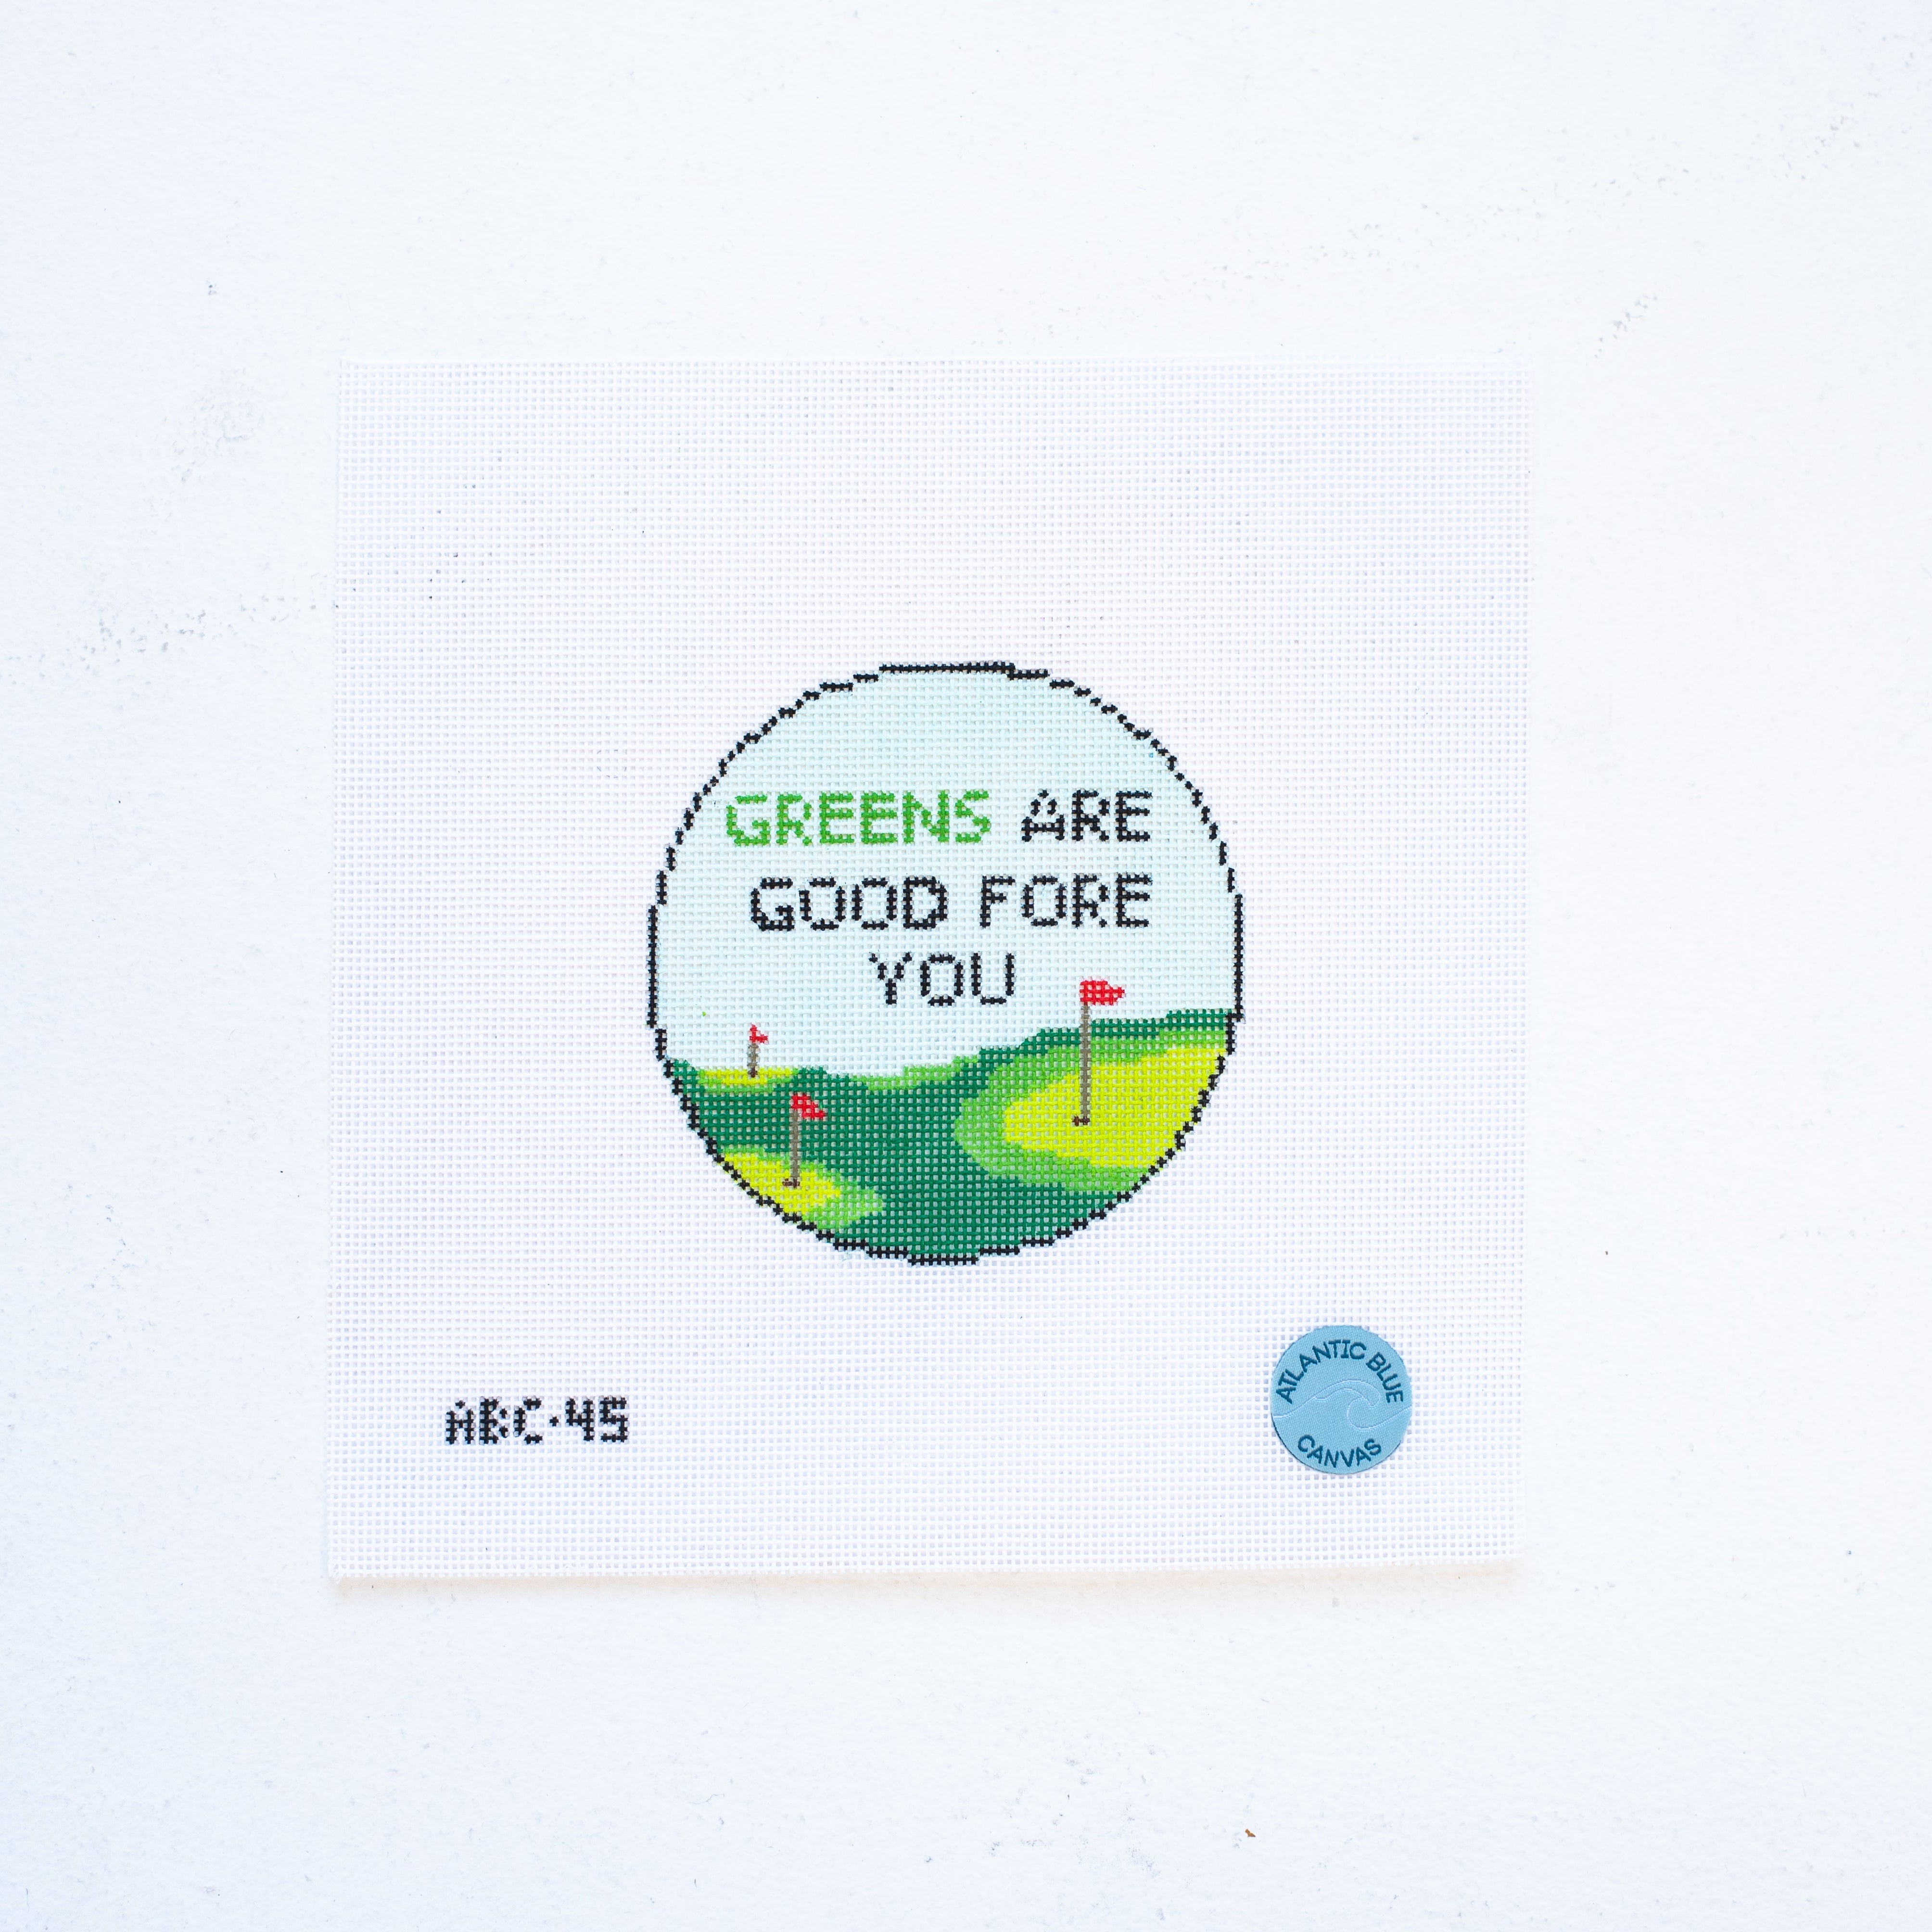 GREENS ARE
GOOD FORE
YOU
ABC·45
ATLANTIC BLUE
CANVAS